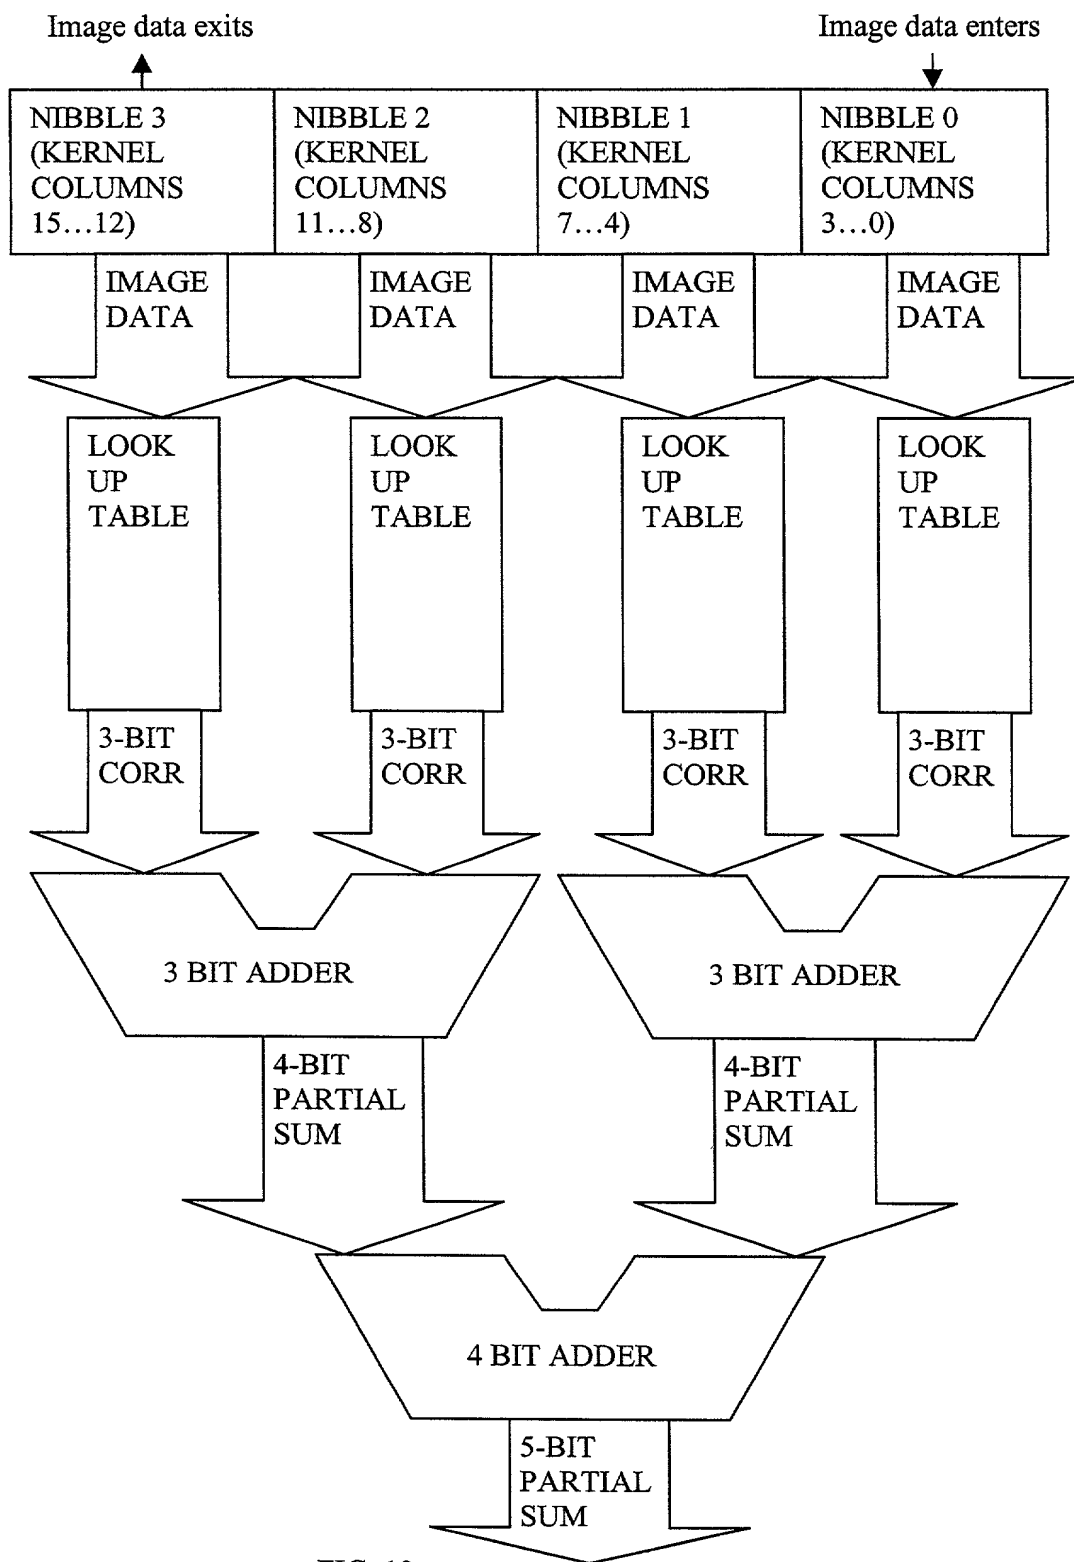 Image data exits
Image data enters
NIBBLE 3
(KERNEL
COLUMNS
15...12)
NIBBLE 2
(KERNEL
COLUMNS
11...8)
NIBBLE 1
(KERNEL
COLUMNS
7...4)
NIBBLE 0
(KERNEL
COLUMNS
3...0)
IMAGE
DATA
IMAGE
DATA
IMAGE
DATA
IMAGE
DATA
LOOK
UP
TABLE
LOOK
UP
TABLE
LOOK
UP
TABLE
LOOK
UP
TABLE
3-BIT
CORR
3-BIT
CORR
3-BIT
CORR
3-BIT
CORR
3 BIT ADDER
3 BIT ADDER
4-BIT
PARTIAL
SUM
4-BIT
PARTIAL
SUM
4 BIT ADDER
5-BIT
PARTIAL
SUM